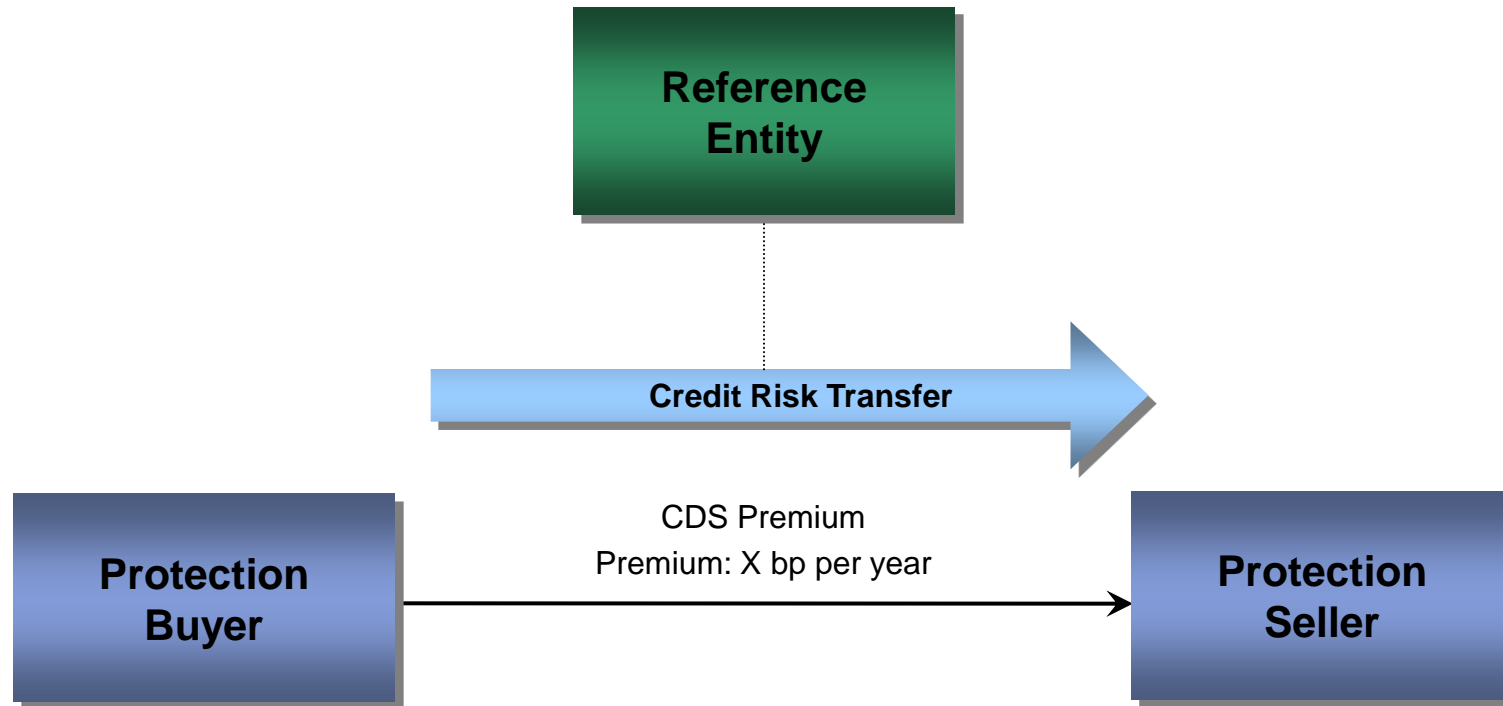 Reference
Entity
Credit Risk Transfer
CDS Premium
Premium: X bp per year
Protection
Buyer
Protection
Seller